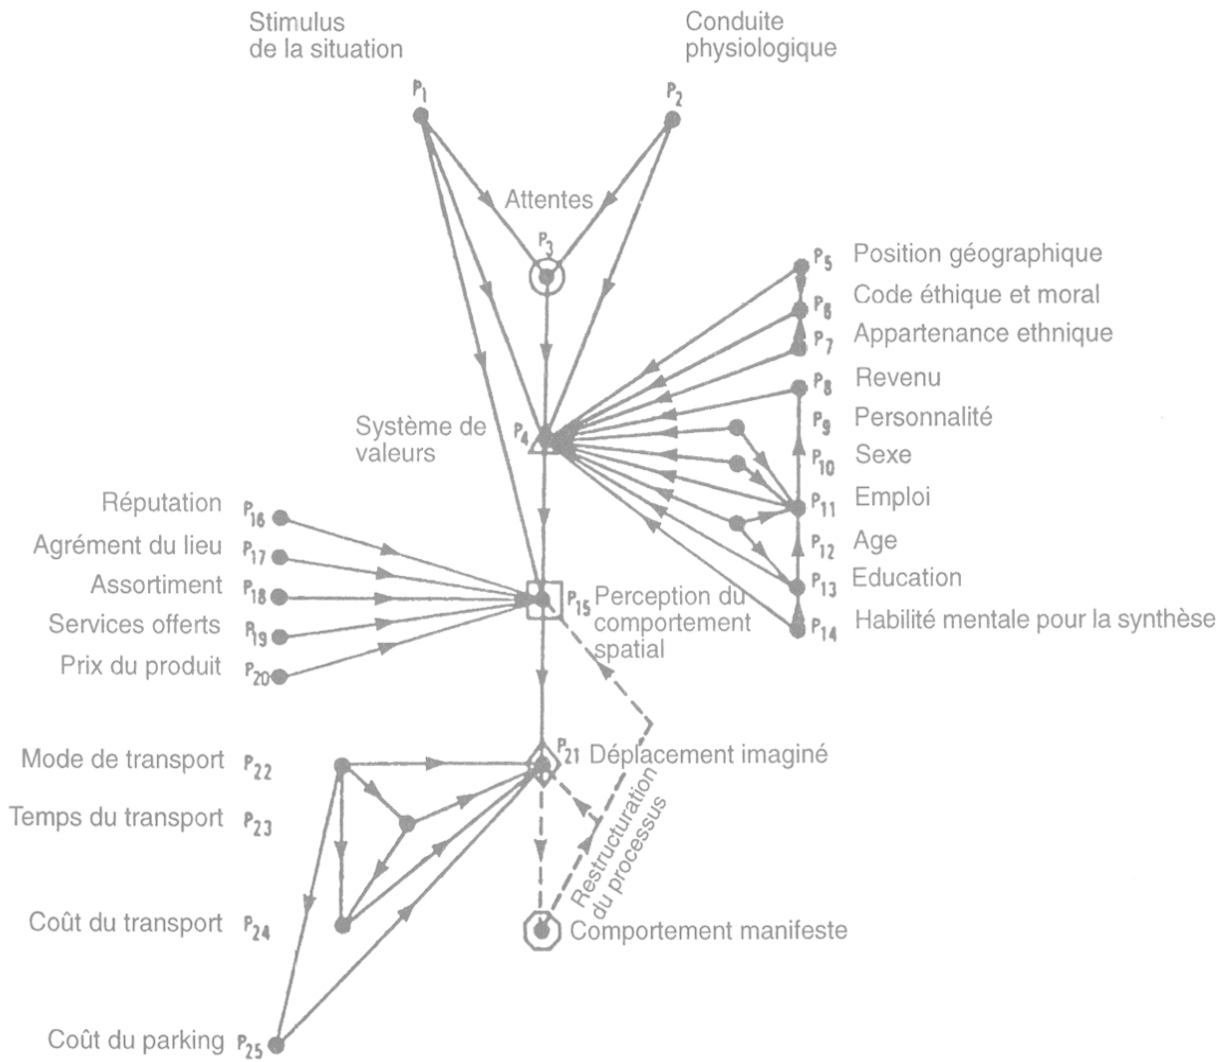 Stimulus
de la situation
Conduite
physiologique
P1
P2
Attentes
P3
P5 Position géographique
P6 Code éthique et moral
P7 Appartenance ethnique
P8 Revenu
P9 Personnalité
P10 Sexe
P11 Emploi
P12 Age
P13 Education
P14 Habilité mentale pour la synthèse
Système de
valeurs
P4
Réputation P16
Agrément du lieu P17
Assortiment P18
Services offerts P19
Prix du produit P20
P15 Perception du
comportement
spatial
P21 Déplacement imaginé
Mode de transport P22
Temps du transport P23
Coût du transport P24
Coût du parking P25
Restructuration
du processus
Comportement manifeste